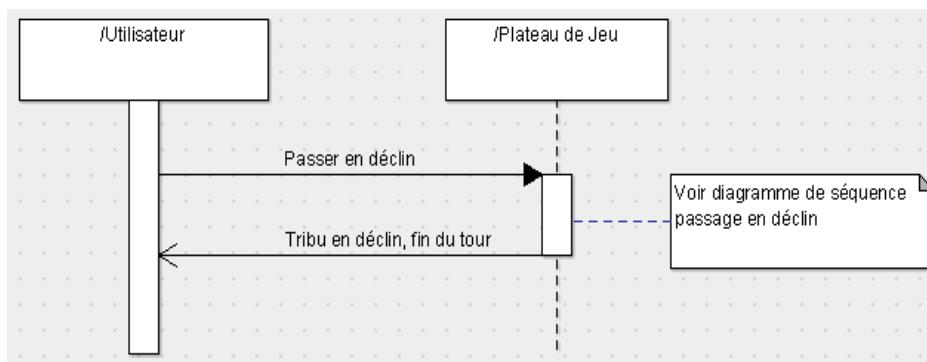 /Utilisateur
/Plateau de Jeu
Passer en déclin
Voir diagramme de séquence
passage en déclin
Tribu en déclin, fin du tour